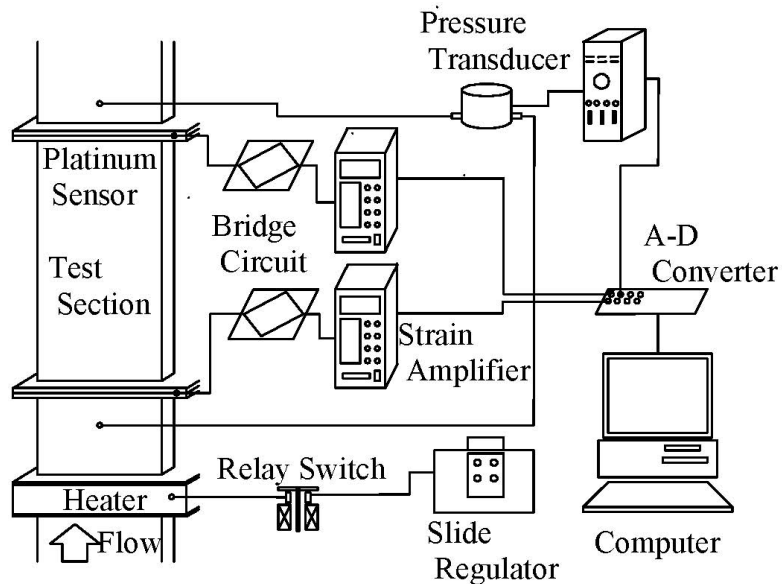 Pressure
Transducer
Platinum
Sensor
Bridge
Circuit
A-D
Converter
Test
Section
Strain
Amplifier
Relay Switch
Heater
Slide
Regulator
Computer
Flow